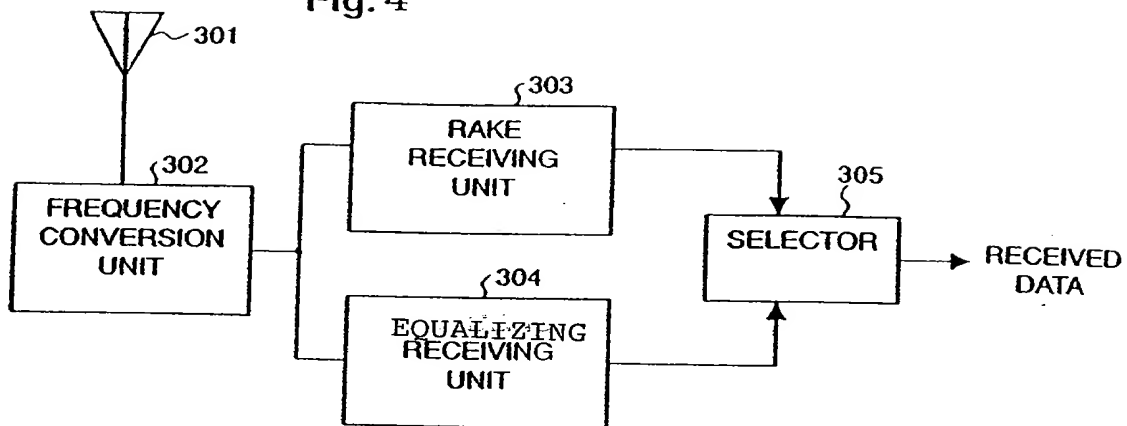 Fig. 4
301
302
FREQUENCY
CONVERSION
UNIT
303
RAKE
RECEIVING
UNIT
304
EQUALIZING
RECEIVING
UNIT
305
SELECTOR
RECEIVED
DATA